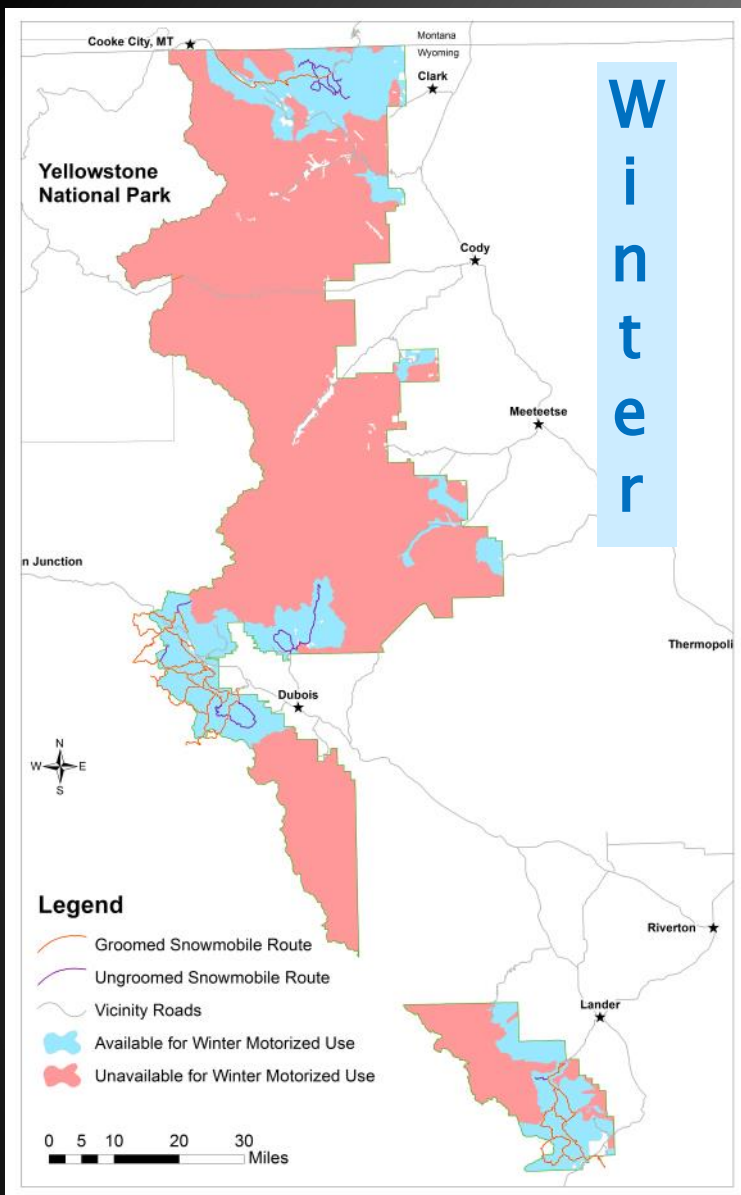 Cooke City, MT
Montana
Wyoming
Clark
Yellowstone
National Park
Cody
Meeteetse
n Junction
Thermopoli
Dubois
N
W E
S
Riverton
Lander
Legend
Groomed Snowmobile Route
Ungroomed Snowmobile Route
Vicinity Roads
Available for Winter Motorized Use
Unavailable for Winter Motorized Use
0 5 10 20 30
Miles
W
i
n
t
e
r